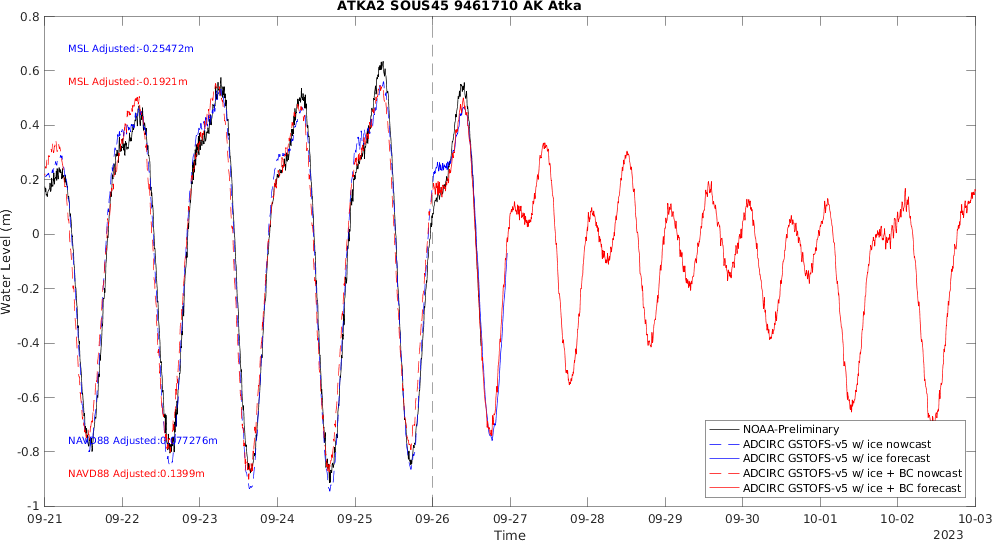 ATKA2 SOUS45 9461710 AK Atka
0.8
0.6
0.4
0.2
0
-0.2
-0.4
-0.6
-0.8
-1
Water Level (m)
MSL Adjusted:-0.25472m
MSL Adjusted:-0.1921m
NAVD88 Adjusted:0.077276m
NAVD88 Adjusted:0.1399m
NOAA-Preliminary
ADCIRC GSTOFS-v5 w/ ice nowcast
ADCIRC GSTOFS-v5 w/ ice forecast
ADCIRC GSTOFS-v5 w/ ice + BC nowcast
ADCIRC GSTOFS-v5 w/ ice + BC forecast
09-21 09-22 09-23 09-24 09-25 09-26 09-27 09-28 09-29 09-30 10-01 10-02 10-03
Time
2023